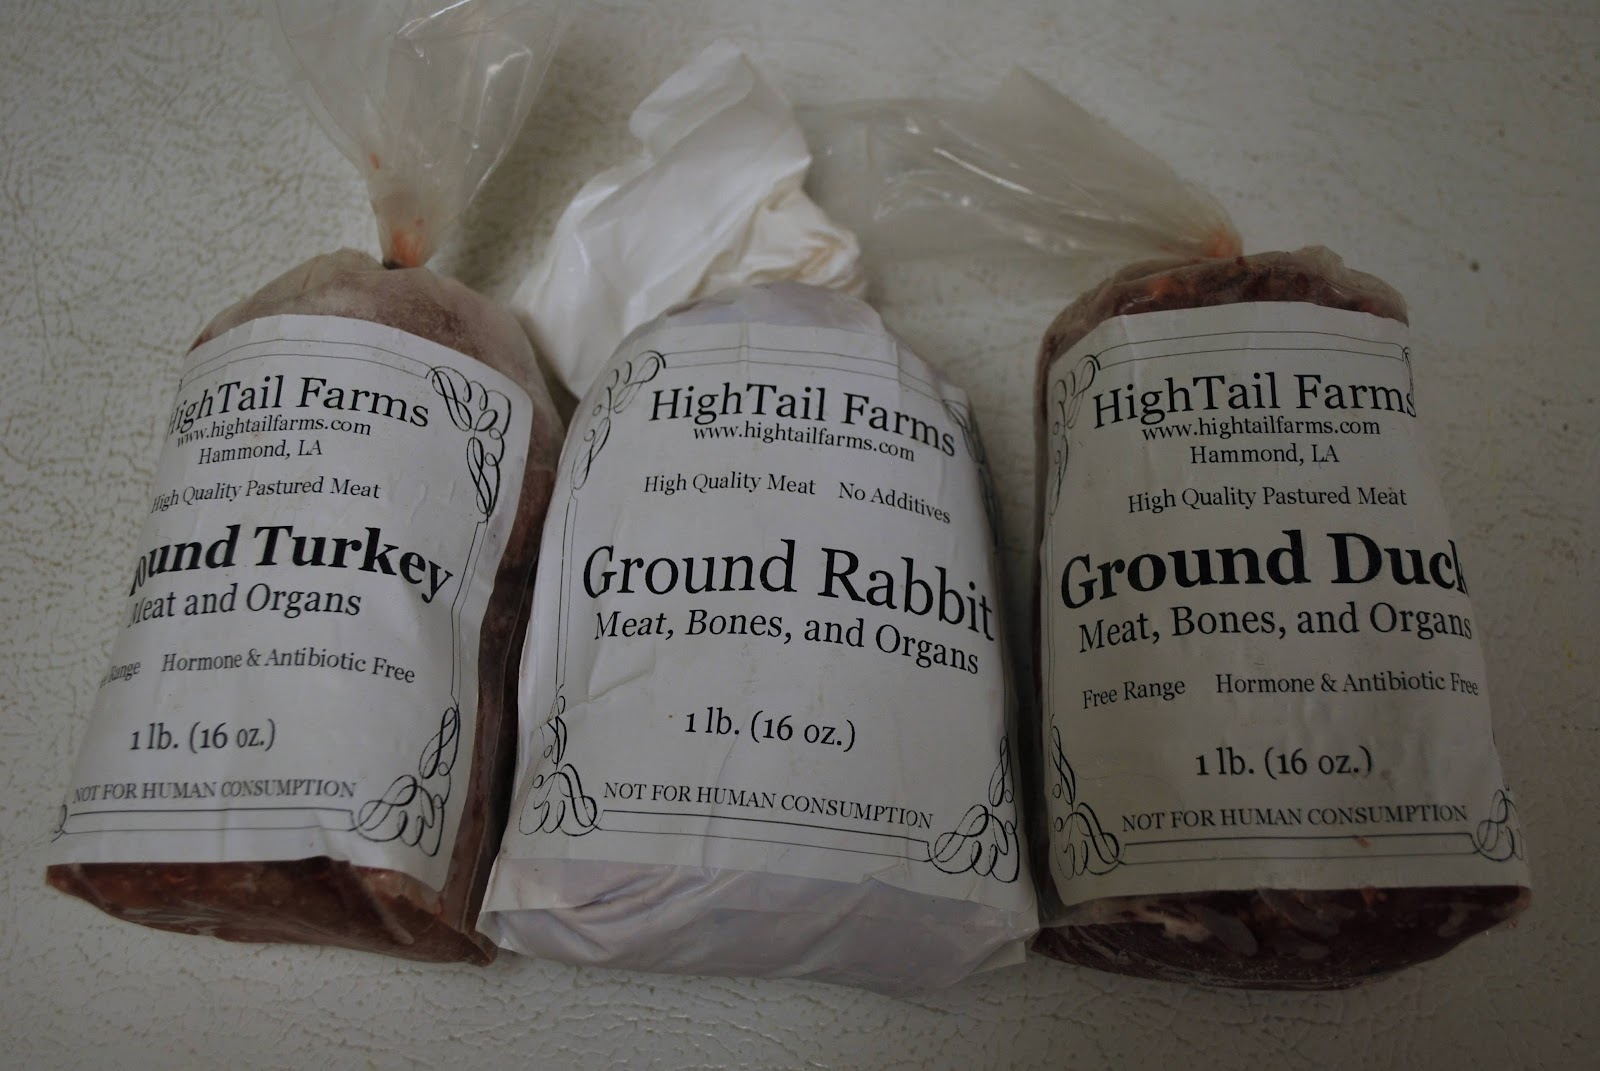 HighTail Farms
www.hightailfarms.com
Hammond, LA
High Quality Pastured Meat
ound Turkey
Meat and Organs
Range Hormone & Antibiotic Free
1 lb. (16 oz.)
NOT FOR HUMAN CONSUMPTION
HighTail Farms
www.hightailfarms.com
High Quality Meat No Additives
Ground Rabbit
Meat, Bones, and Organs
1 lb. (16 oz.)
NOT FOR HUMAN CONSUMPTION
HighTail Farms
www.hightailfarms.com
Hammond, LA
High Quality Pastured Meat
Ground Duck
Meat, Bones, and Organs
Free Range Hormone & Antibiotic Free
1 lb. (16 oz.)
NOT FOR HUMAN CONSUMPTION